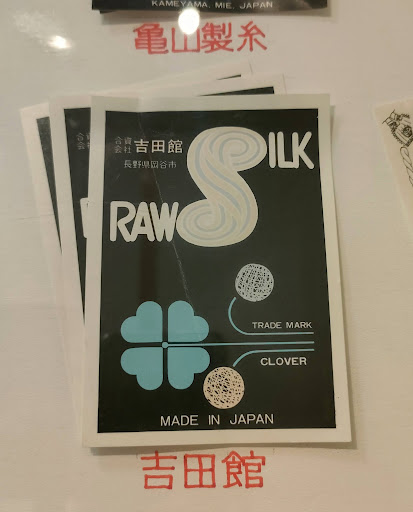 KAMEYAMA. MIE, JAPAN
亀山製糸
合資
会社 吉田館
長野県岡谷市
RAW SILK
TRADE MARK
CLOVER
MADE IN JAPAN
吉田館